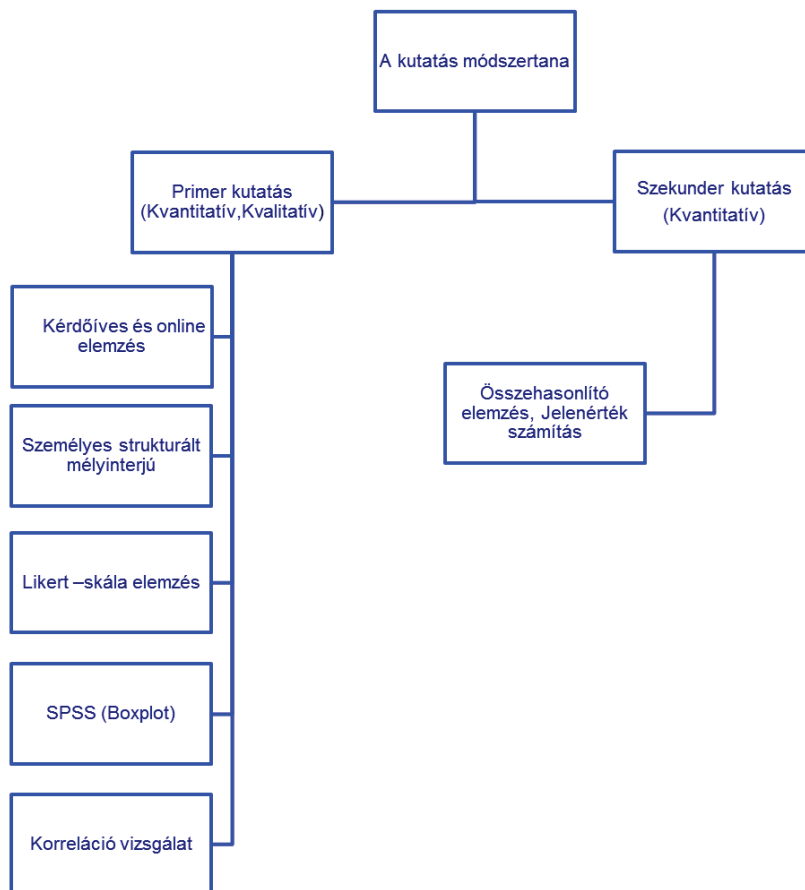 A kutatás módszertana
Primer kutatás
(Kvantitatív,Kvalitatív)
Szekunder kutatás
(Kvantitatív)
Kérdőíves és online
elemzés
Személyes strukturált
mélyinterjú
Likert –skála elemzés
SPSS (Boxplot)
Korreláció vizsgálat
Összehasonlító
elemzés, Jelenérték
számítás